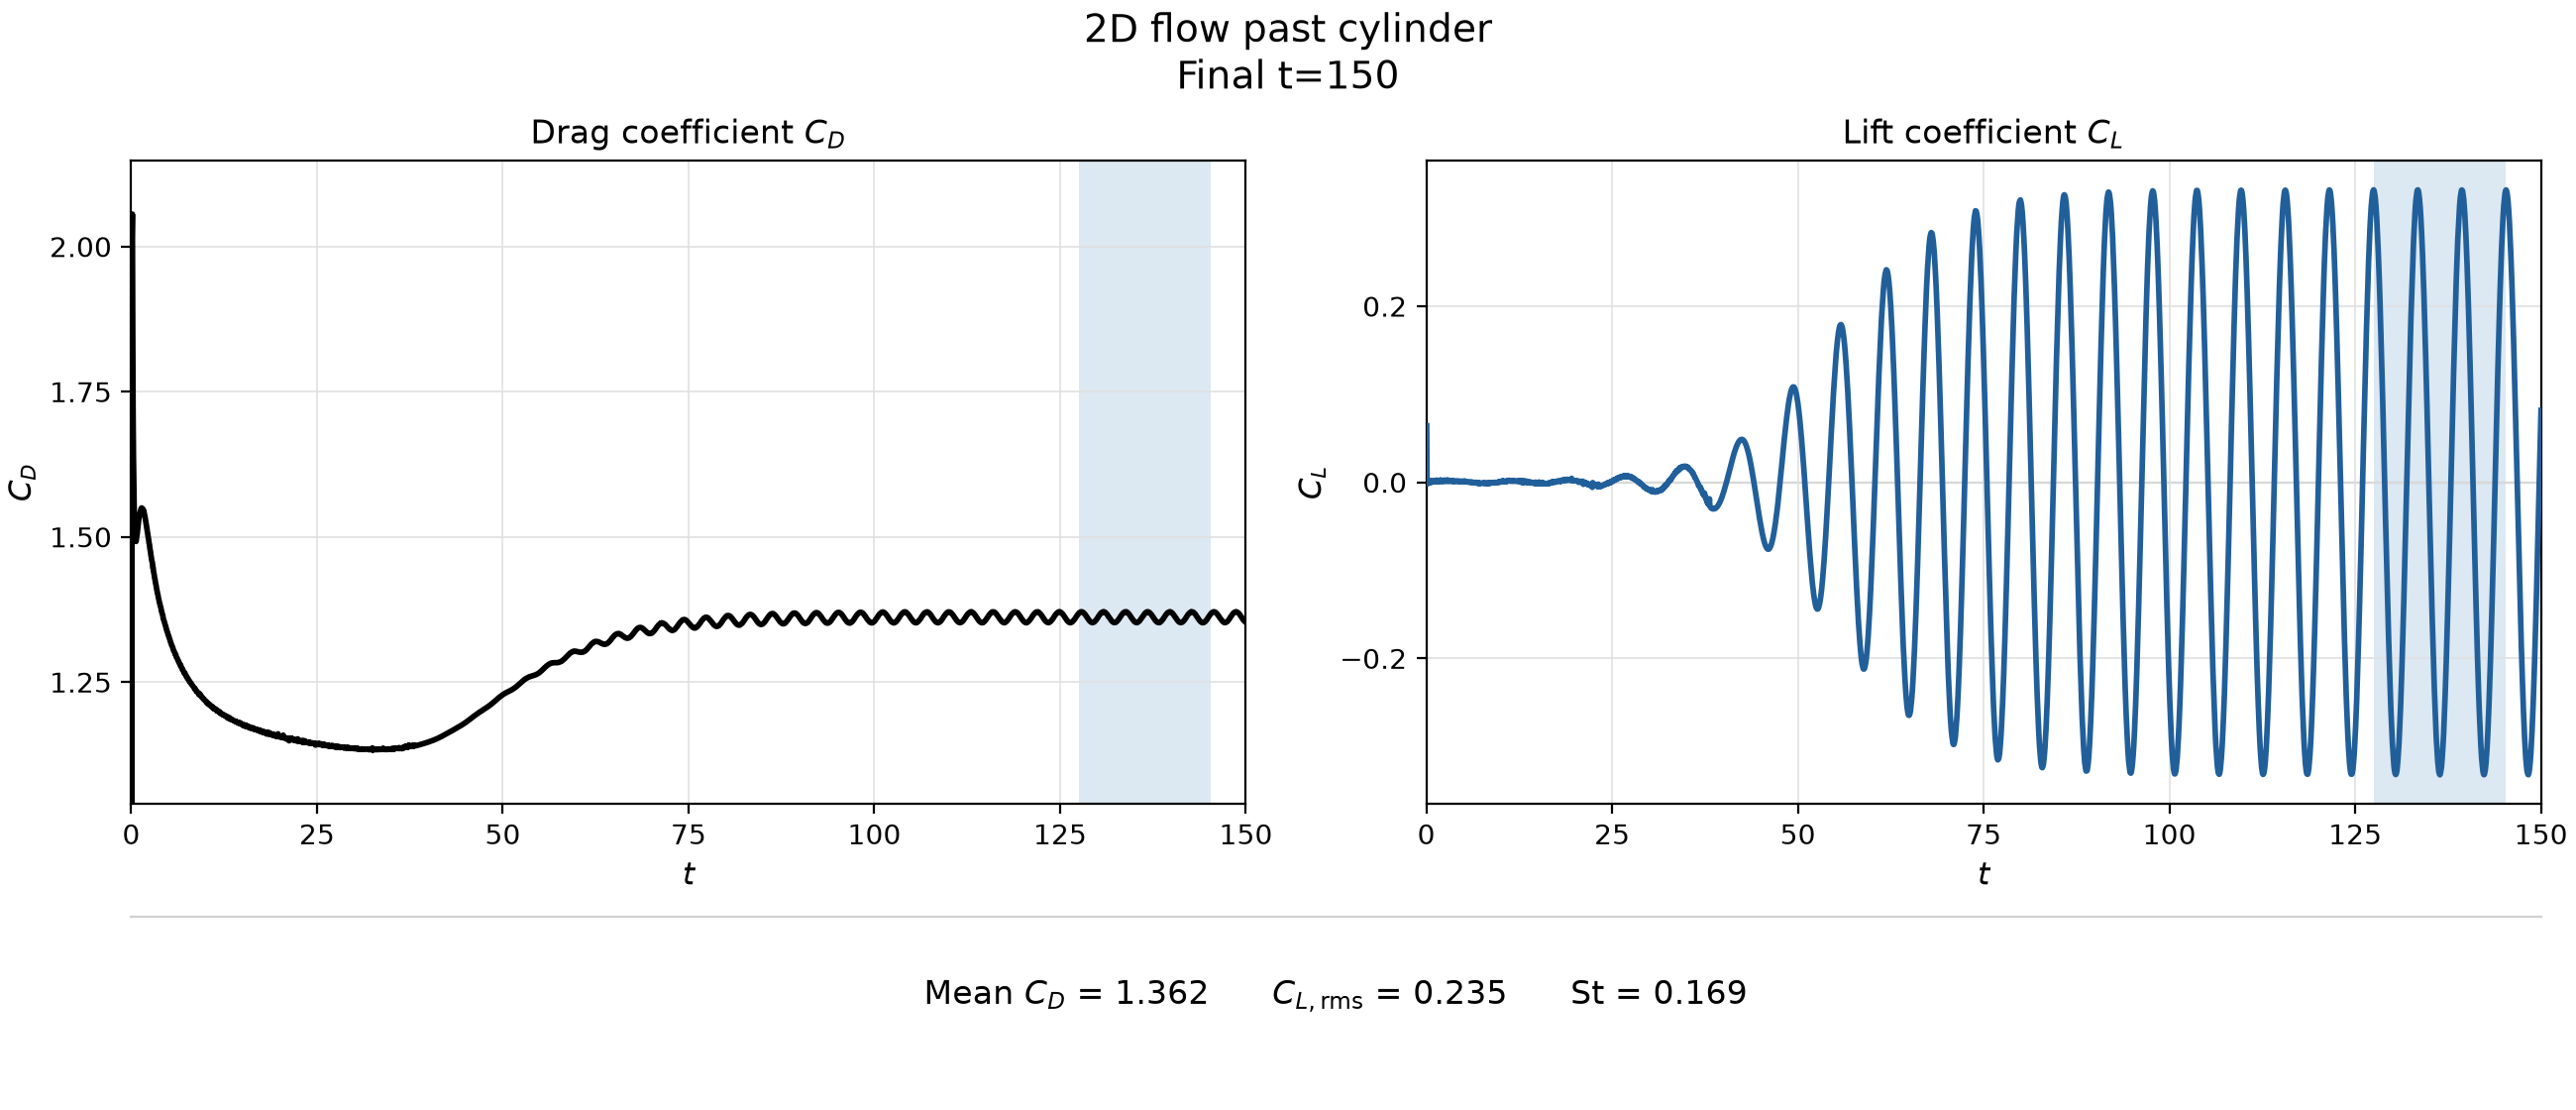 2D flow past cylinder
Final t=150
Drag coefficient C_D
C_D
2.00
1.75
1.50
1.25
0 25 50 75 100 125 150
t
Lift coefficient C_L
C_L
0.2
0.0
−0.2
0 25 50 75 100 125 150
t
Mean C_D = 1.362 C_L,rms = 0.235 St = 0.169